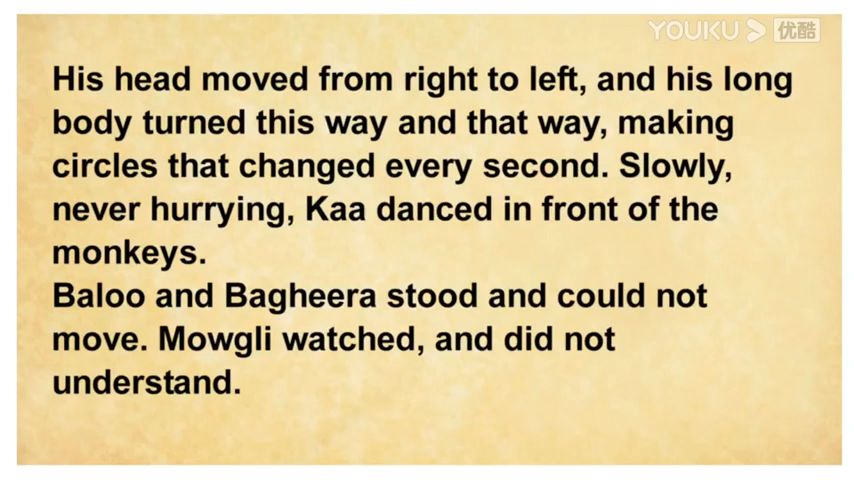 YOUKU 优酷
His head moved from right to left, and his long
body turned this way and that way, making
circles that changed every second. Slowly,
never hurrying, Kaa danced in front of the
monkeys.
Baloo and Bagheera stood and could not
move. Mowgli watched, and did not
understand.